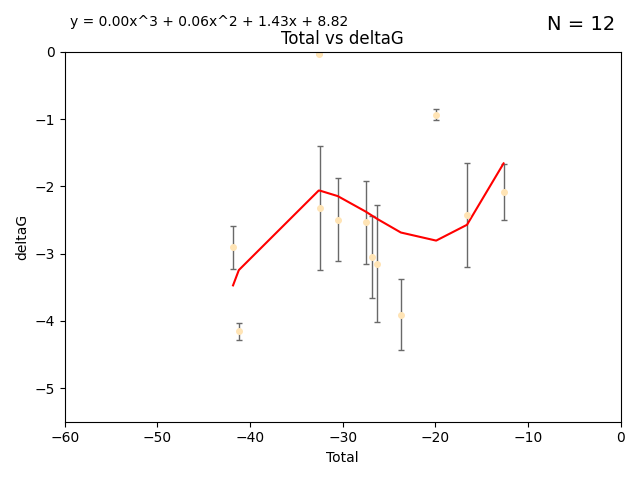 y = 0.00x^3 + 0.06x^2 + 1.43x + 8.82
N = 12
Total vs deltaG
0
−1
−2
−3
−4
−5
deltaG
−60 −50 −40 −30 −20 −10 0
Total